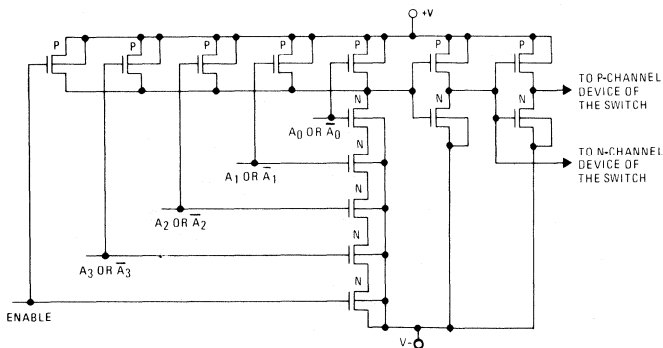 +V
P P P P P P P
TO P-CHANNEL
DEVICE OF
THE SWITCH
N N
A0 OR A̅0
N
TO N-CHANNEL
DEVICE OF
THE SWITCH
A1 OR A̅1
N
A2 OR A̅2
N
A3 OR A̅3
N
ENABLE
V-